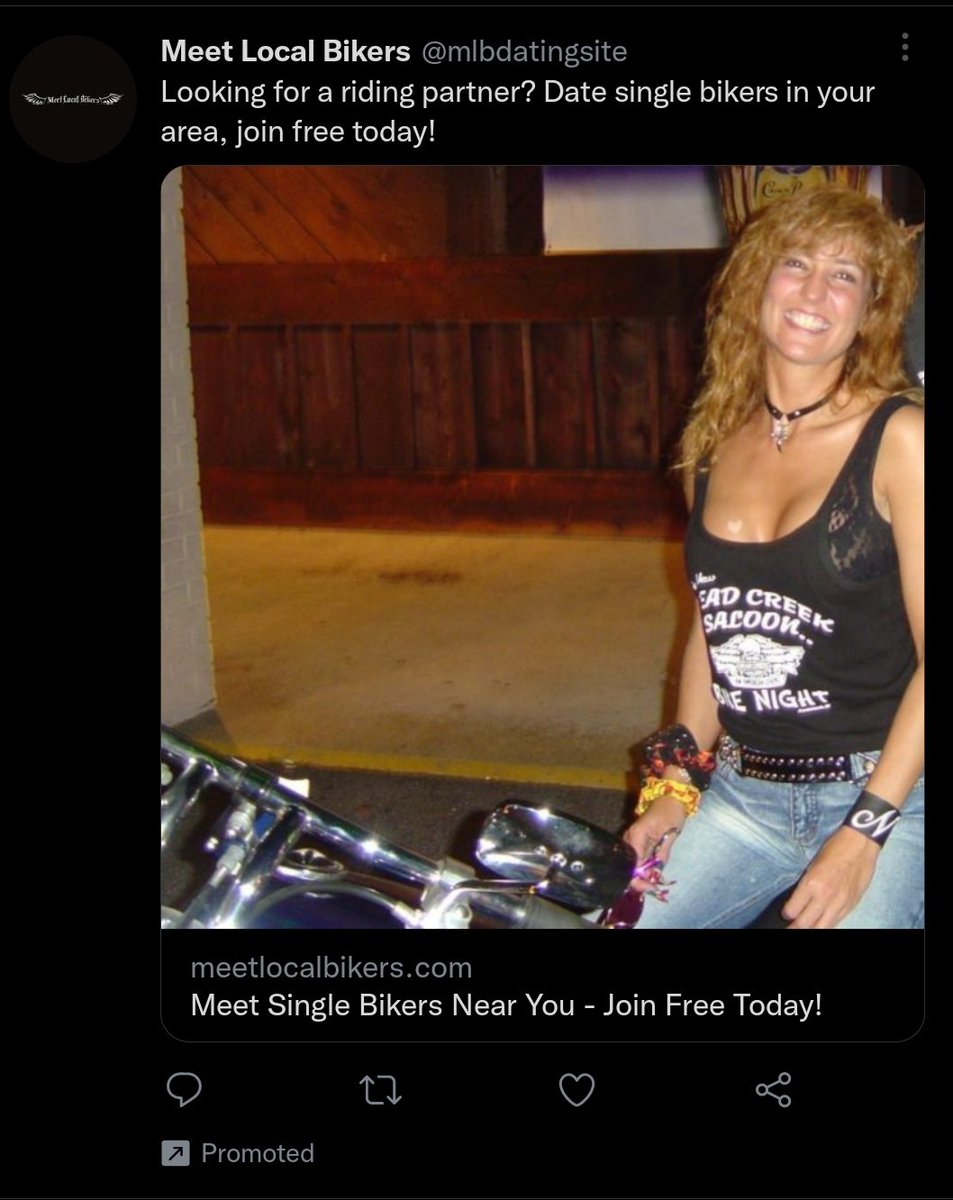 Meet Local Bikers @mlbdatingsite
Meet Local Bikers
Looking for a riding partner? Date single bikers in your
area, join free today!
Crown
EAD CREEK
SALOON..
NIGHT
N
meetlocalbikers.com
Meet Single Bikers Near You - Join Free Today!
Promoted